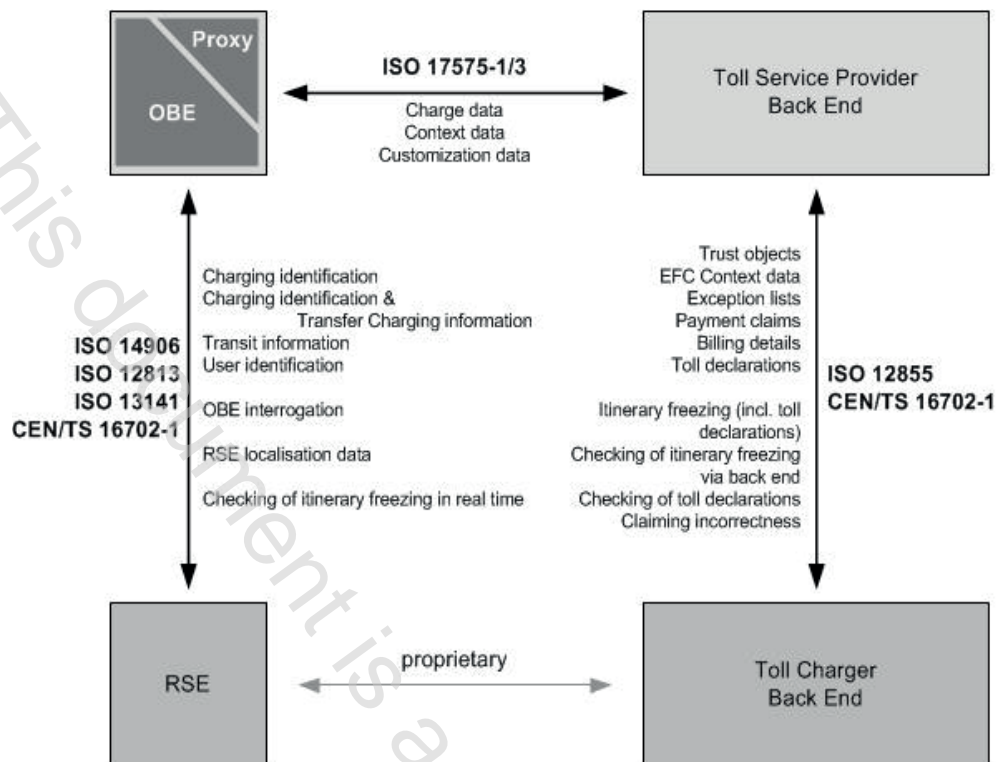 Proxy
OBE
ISO 17575-1/3
Charge data
Context data
Customization data
Toll Service Provider
Back End
Charging identification
Charging identification &
Transfer Charging information
Transit information
User identification
OBE interrogation
RSE localisation data
Checking of itinerary freezing in real time
ISO 14906
ISO 12813
ISO 13141
CEN/TS 16702-1
Trust objects
EFC Context data
Exception lists
Payment claims
Billing details
Toll declarations
Itinerary freezing (incl. toll
declarations)
Checking of itinerary freezing
via back end
Checking of toll declarations
Claiming incorrectness
ISO 12855
CEN/TS 16702-1
RSE
proprietary
Toll Charger
Back End
This document is a